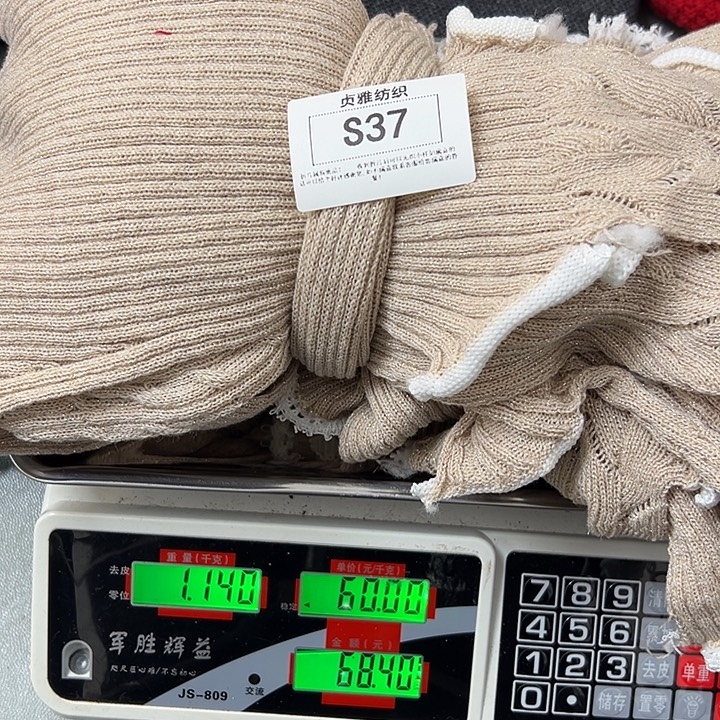 贞雅纺织
S37
重量(千克)
单价(元/千克)
去皮
零位
1.140
稳定
60.00
金额(元)
68.40
军胜辉益
JS-809
交流
7 8 9 清
4 5 6 累
1 2 3 去皮 单重
0 • 储存 置零